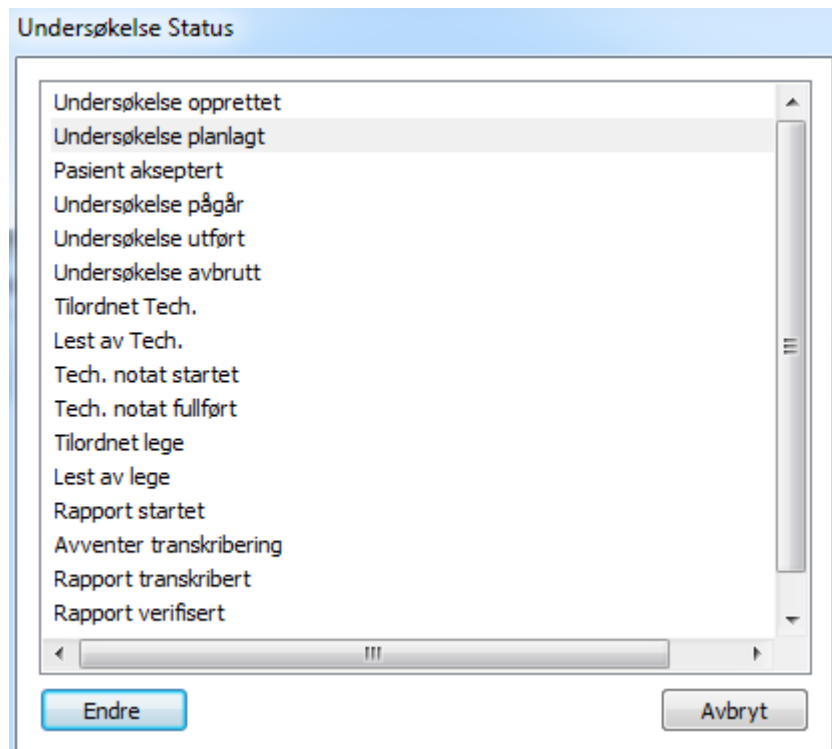 Undersøkelse Status
Undersøkelse opprettet
Undersøkelse planlagt
Pasient akseptert
Undersøkelse pågår
Undersøkelse utført
Undersøkelse avbrutt
Tilordnet Tech.
Lest av Tech.
Tech. notat startet
Tech. notat fullført
Tilordnet lege
Lest av lege
Rapport startet
Avventer transkribering
Rapport transkribert
Rapport verifisert
Endre Avbryt